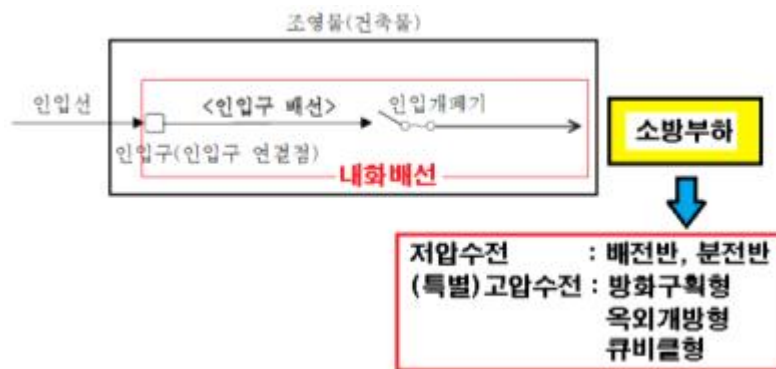 조영물(건축물)
인입선
<인입구 배선>
인입개폐기
인입구(인입구 연결점)
내화배선
소방부하
저압수전 : 배전반, 분전반
(특별)고압수전 : 방화구획형
옥외개방형
큐비클형